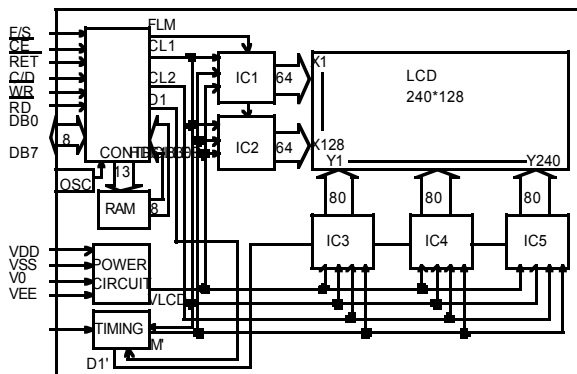 F/S
CE
RET
C/D
WR
RD
DB0
8
DB7
FLM
CL1
CL2
D1
13
OSC
RAM
8
IC1
64
IC2
64
X1
LCD
240*128
X128
Y1
Y240
80
80
80
IC3
IC4
IC5
VDD
VSS
V0
VEE
POWER
CIRCUIT
VLCD
TIMING
M'
D1'